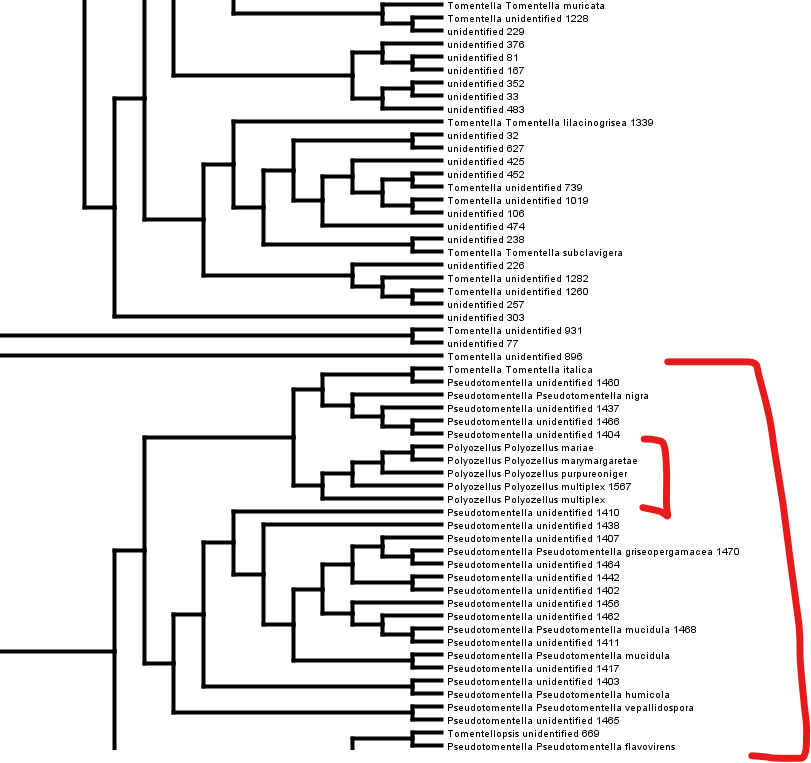 Tomentella Tomentella muricata
Tomentella unidentified 1228
unidentified 229
unidentified 376
unidentified 81
unidentified 167
unidentified 352
unidentified 33
unidentified 483
Tomentella Tomentella lilacinogrisea 1339
unidentified 32
unidentified 627
unidentified 425
unidentified 452
Tomentella unidentified 739
Tomentella unidentified 1019
unidentified 106
unidentified 474
unidentified 238
Tomentella Tomentella subclavigera
unidentified 226
Tomentella unidentified 1282
Tomentella unidentified 1260
unidentified 257
unidentified 303
Tomentella unidentified 931
unidentified 77
Tomentella unidentified 896
Tomentella Tomentella italica
Pseudotomentella unidentified 1460
Pseudotomentella Pseudotomentella nigra
Pseudotomentella unidentified 1437
Pseudotomentella unidentified 1466
Pseudotomentella unidentified 1404
Polyozellus Polyozellus mariae
Polyozellus Polyozellus marymargaretae
Polyozellus Polyozellus purpureoniger
Polyozellus Polyozellus multiplex 1567
Polyozellus Polyozellus multiplex
Pseudotomentella unidentified 1410
Pseudotomentella unidentified 1438
Pseudotomentella unidentified 1407
Pseudotomentella Pseudotomentella griseopergamacea 1470
Pseudotomentella unidentified 1464
Pseudotomentella unidentified 1442
Pseudotomentella unidentified 1402
Pseudotomentella unidentified 1456
Pseudotomentella unidentified 1462
Pseudotomentella Pseudotomentella mucidula 1468
Pseudotomentella unidentified 1411
Pseudotomentella Pseudotomentella mucidula
Pseudotomentella unidentified 1417
Pseudotomentella unidentified 1403
Pseudotomentella Pseudotomentella humicola
Pseudotomentella Pseudotomentella vepallidospora
Pseudotomentella unidentified 1465
Tomentellopsis unidentified 669
Pseudotomentella Pseudotomentella flavovirens